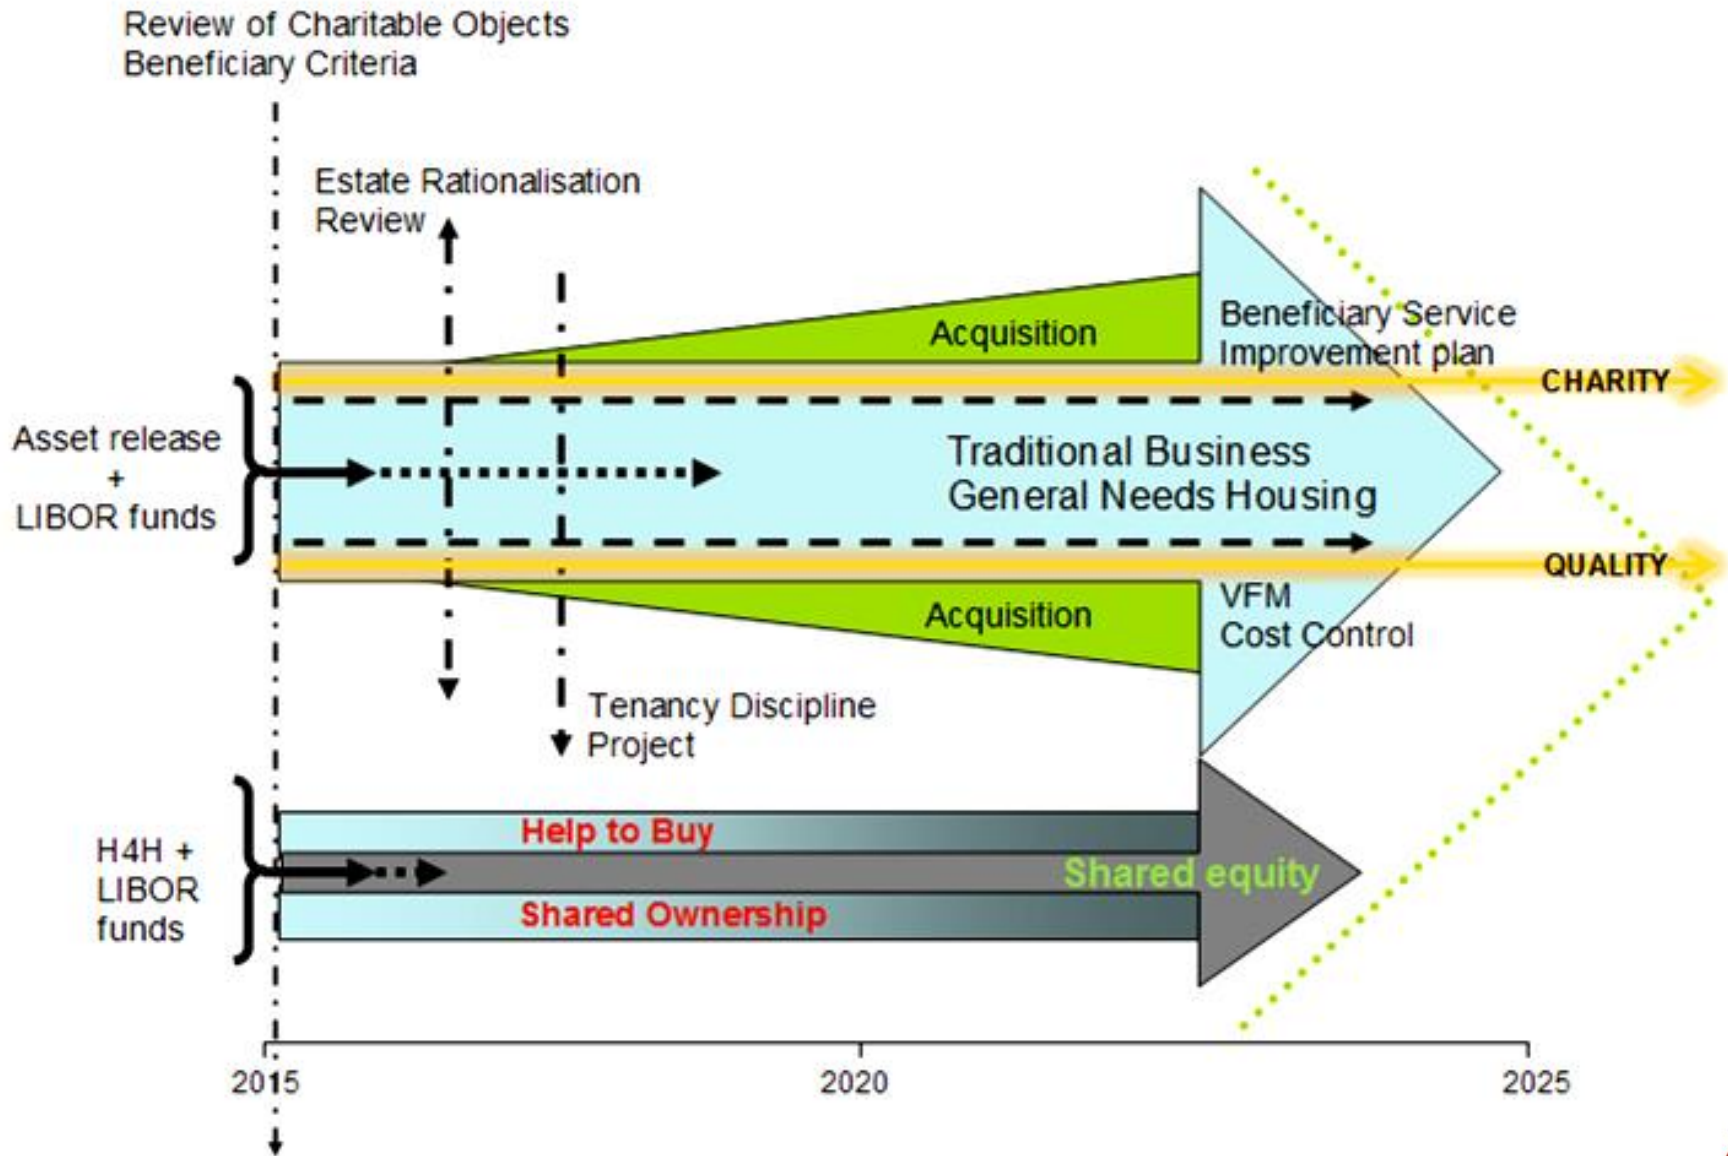 Review of Charitable Objects
Beneficiary Criteria
Estate Rationalisation
Review
Acquisition
Beneficiary Service
Improvement plan
CHARITY
Asset release
+
LIBOR funds
Traditional Business
General Needs Housing
QUALITY
Acquisition
VFM
Cost Control
Tenancy Discipline
Project
H4H +
LIBOR
funds
Help to Buy
Shared equity
Shared Ownership
2015
2020
2025